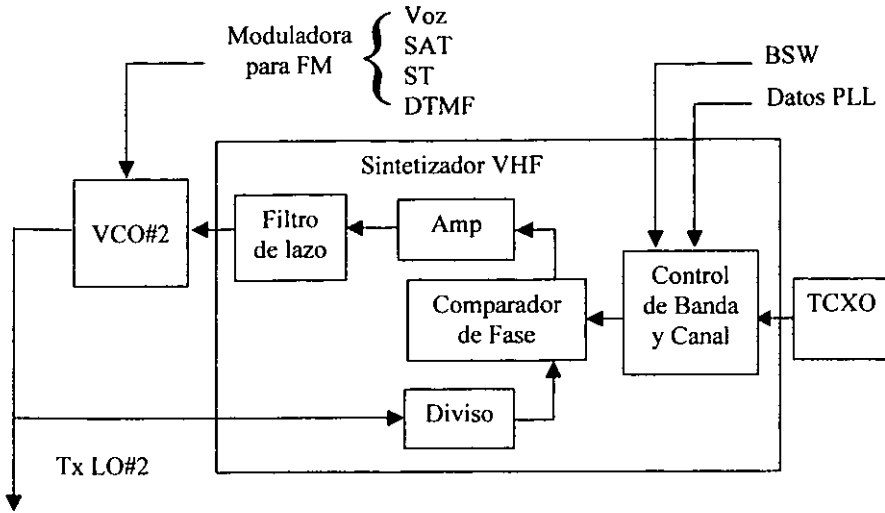 Moduladora
para FM
Voz
SAT
ST
DTMF
BSW
Datos PLL
Sintetizador VHF
VCO#2
Filtro
de lazo
Amp
Comparador
de Fase
Control
de Banda
y Canal
TCXO
Diviso
Tx LO#2